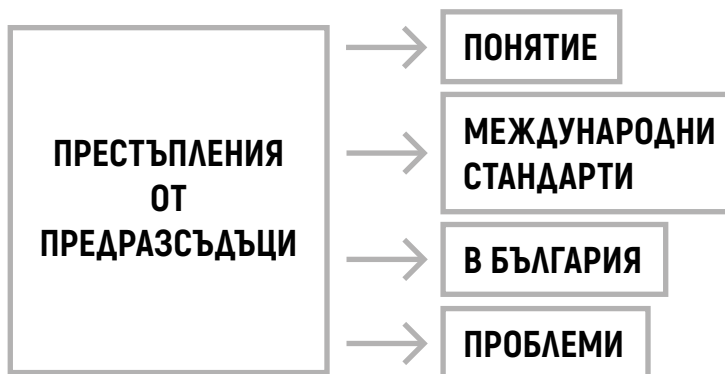 ПРЕСТЪПЛЕНИЯ
ОТ
ПРЕДРАЗСЪДЪЦИ
ПОНЯТИЕ
МЕЖДУНАРОДНИ
СТАНДАРТИ
В БЪЛГАРИЯ
ПРОБЛЕМИ